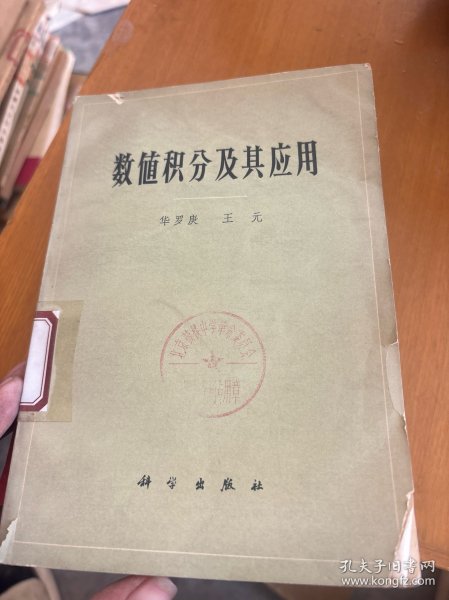 数值积分及其应用
华罗庚 王元
科学出版社
孔夫子旧书网
www.kongfz.com